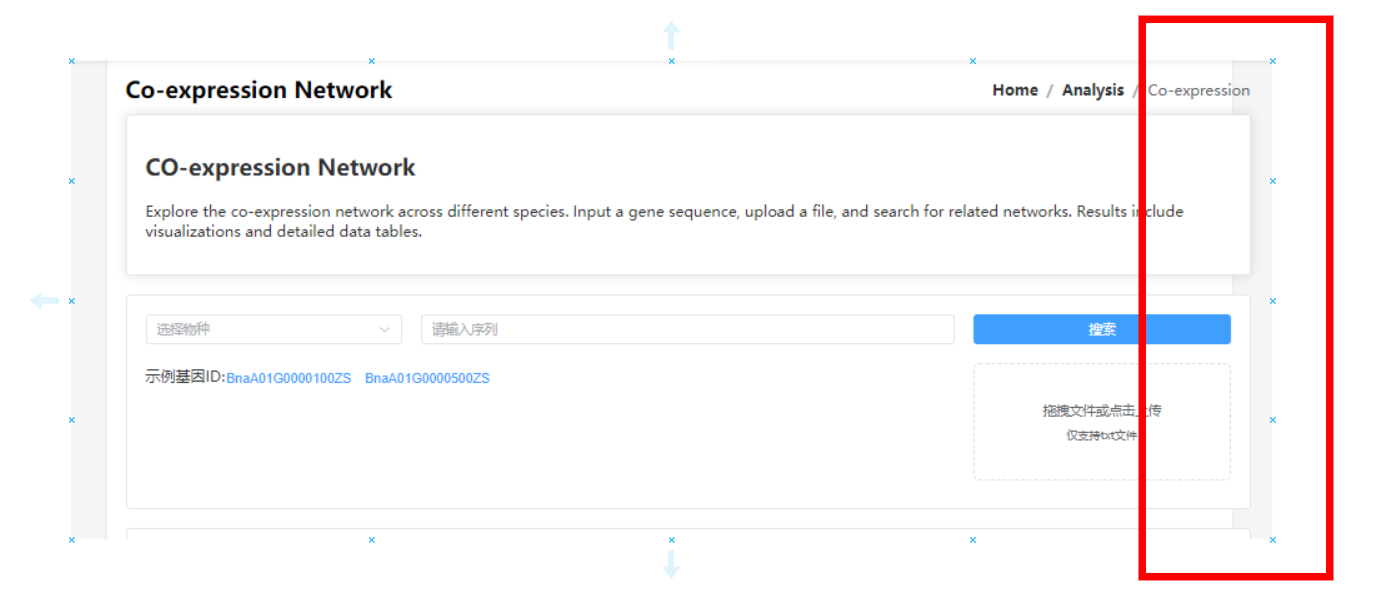 Co-expression Network
Home / Analysis / Co-expression
CO-expression Network
Explore the co-expression network across different species. Input a gene sequence, upload a file, and search for related networks. Results include
visualizations and detailed data tables.
选择物种
请输入序列
搜索
示例基因ID:BnaA01G0000100ZS BnaA01G0000500ZS
拖拽文件或点击上传
仅支持txt文件